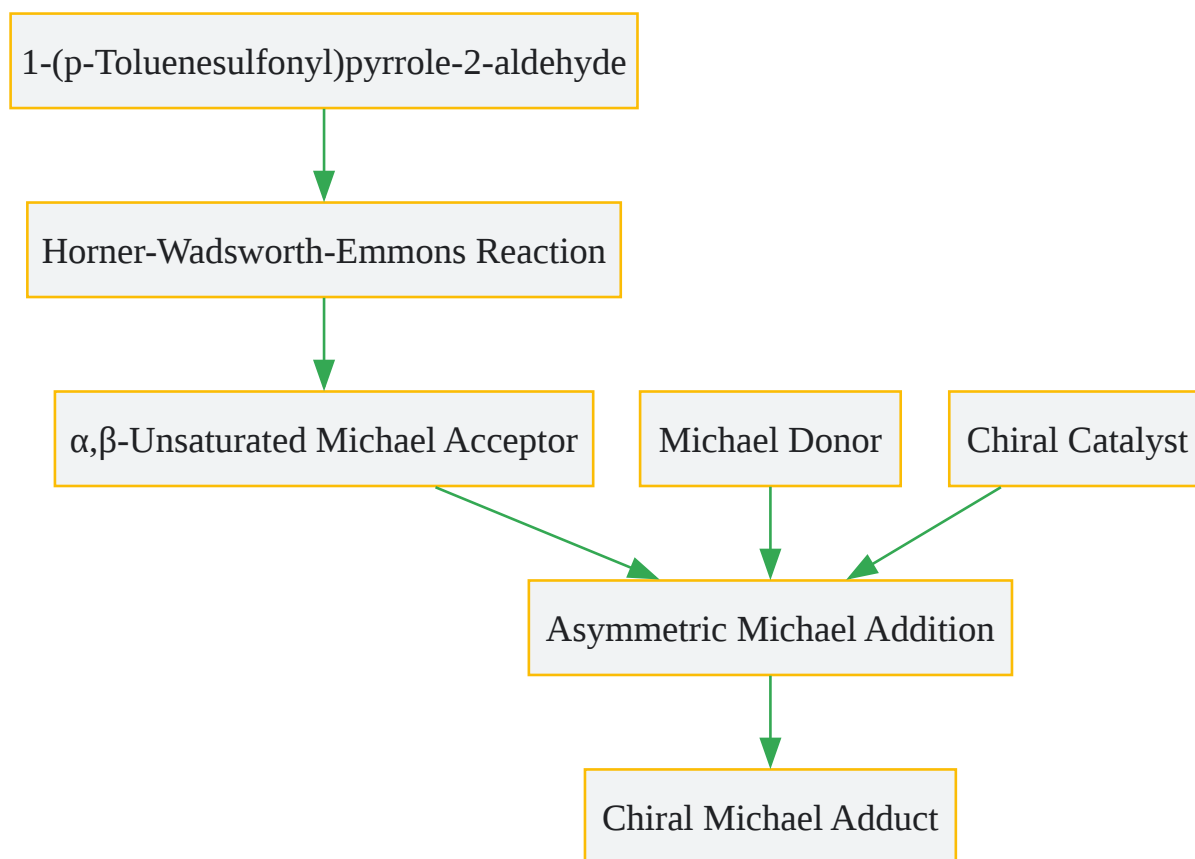 1-(p-Toluenesulfonyl)pyrrole-2-aldehyde
Horner-Wadsworth-Emmons Reaction
α,β-Unsaturated Michael Acceptor
Michael Donor
Chiral Catalyst
Asymmetric Michael Addition
Chiral Michael Adduct